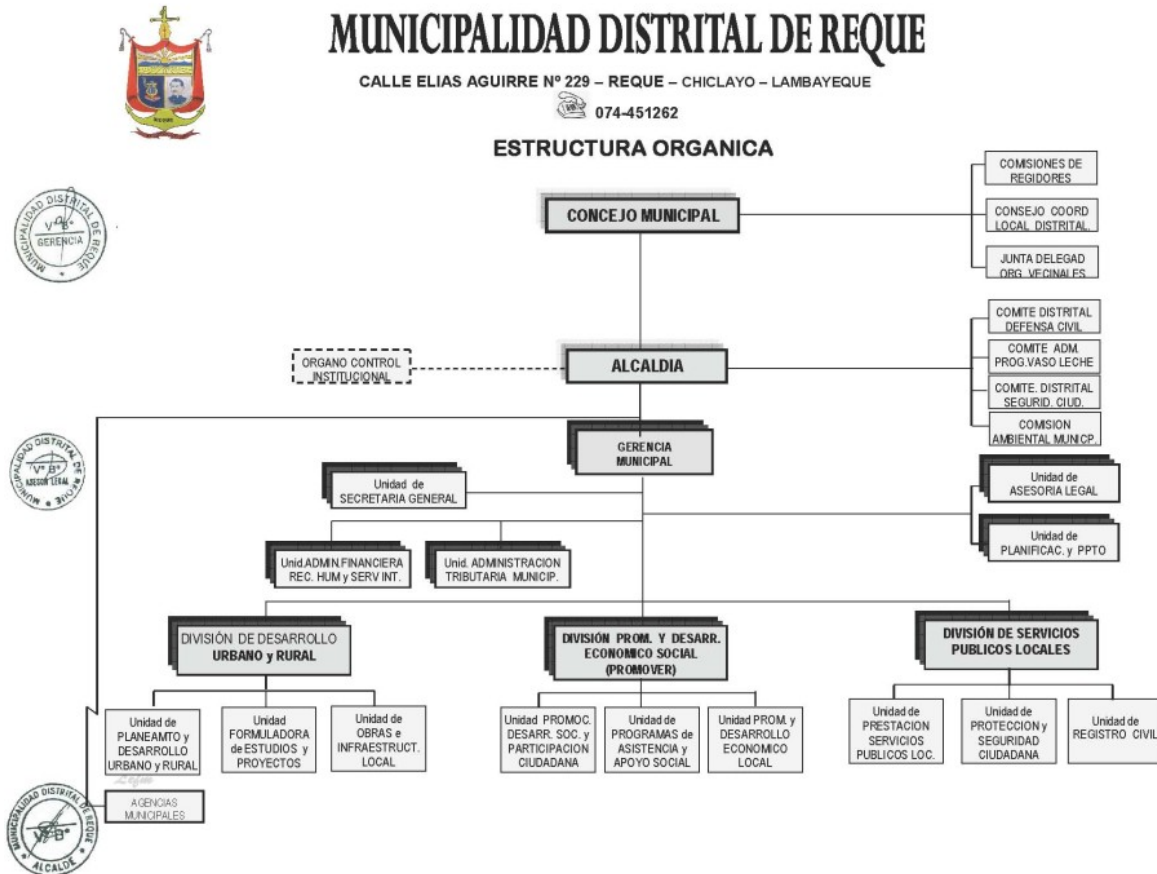 MUNICIPALIDAD DISTRITAL DE REQUE
CALLE ELIAS AGUIRRE Nº 229 – REQUE – CHICLAYO – LAMBAYEQUE
074-451262
ESTRUCTURA ORGANICA
COMISIONES DE
REGIDORES
CONCEJO MUNICIPAL
CONSEJO COORD
LOCAL DISTRITAL.
JUNTA DELEGAD
ORG. VECINALES
MUNICIPALIDAD DISTRITAL DE REQUE
Vº Bº
GERENCIA
COMITE DISTRITAL
DEFENSA CIVIL
ORGANO CONTROL
INSTITUCIONAL
ALCALDIA
COMITE ADM.
PROG.VASO LECHE
COMITE. DISTRITAL
SEGURID. CIUD.
COMISION
AMBIENTAL MUNICP.
GERENCIA
MUNICIPAL
MUNICIPALIDAD DISTRITAL DE REQUE
Vº Bº
ASESOR LEGAL
Unidad de
SECRETARIA GENERAL
Unidad de
ASESORIA LEGAL
Unidad de
PLANIFICAC. y PPTO
Unid.ADMIN.FINANCIERA
REC. HUM y SERV INT.
Unid. ADMINISTRACION
TRIBUTARIA MUNICIP.
DIVISIÓN DE DESARROLLO
URBANO y RURAL
DIVISIÓN PROM. Y DESARR.
ECONOMICO SOCIAL
(PROMOVER)
DIVISIÓN DE SERVICIOS
PUBLICOS LOCALES
Unidad de
PLANEAMTO y
DESARROLLO
URBANO y RURAL
Unidad
FORMULADORA
de ESTUDIOS y
PROYECTOS
Unidad de
OBRAS e
INFRAESTRUCT.
LOCAL
Unidad PROMOC.
DESARR. SOC. y
PARTICIPACION
CIUDADANA
Unidad de
PROGRAMAS de
ASISTENCIA y
APOYO SOCIAL
Unidad PROM. y
DESARROLLO
ECONOMICO
LOCAL
Unidad de
PRESTACION
SERVICIOS
PUBLICOS LOC.
Unidad de
PROTECCION y
SEGURIDAD
CIUDADANA
Unidad de
REGISTRO CIVIL
AGENCIAS
MUNICIPALES
MUNICIPALIDAD DISTRITAL DE REQUE
Vº Bº
ALCALDE